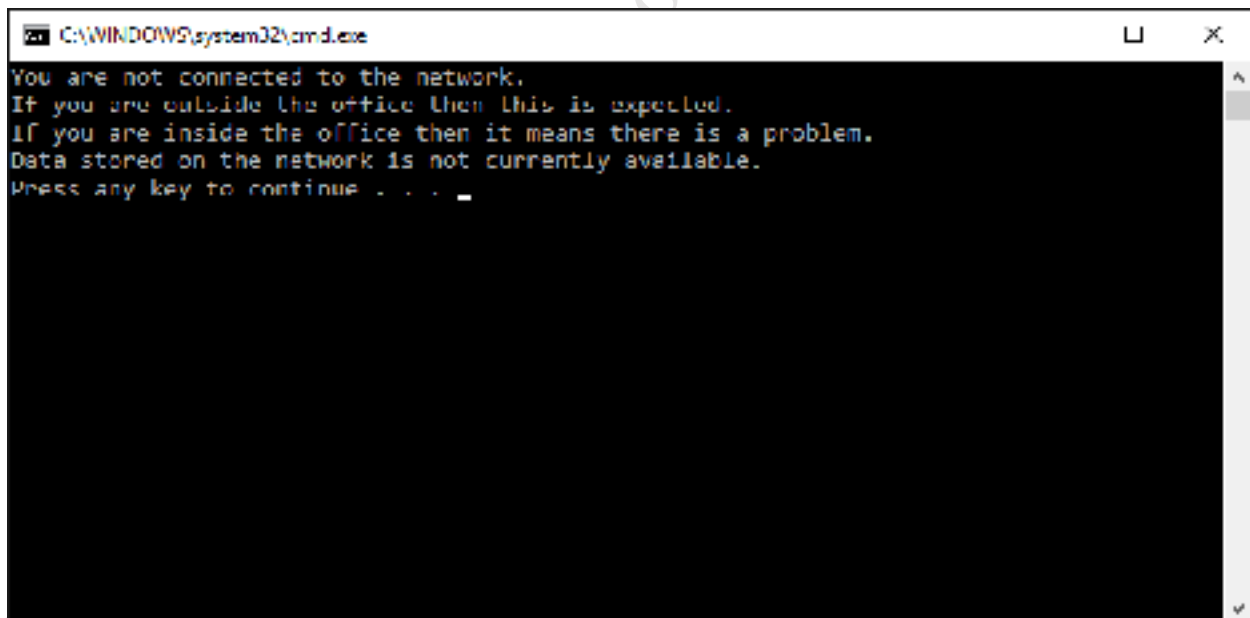 C:\WINDOWS\system32\cmd.exe
You are not connected to the network.
If you are outside the office then this is expected.
If you are inside the office then it means there is a problem.
Data stored on the network is not currently available.
Press any key to continue . . .